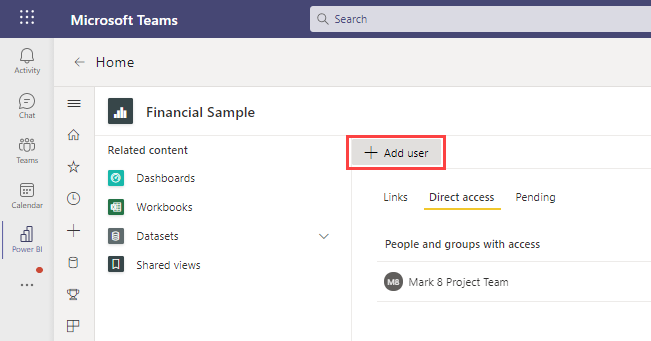 Microsoft Teams
Search
Activity
Chat
Teams
Calendar
Power BI
Home
Financial Sample
Related content
Dashboards
Workbooks
Datasets
Shared views
Add user
Links Direct access Pending
People and groups with access
M8 Mark 8 Project Team